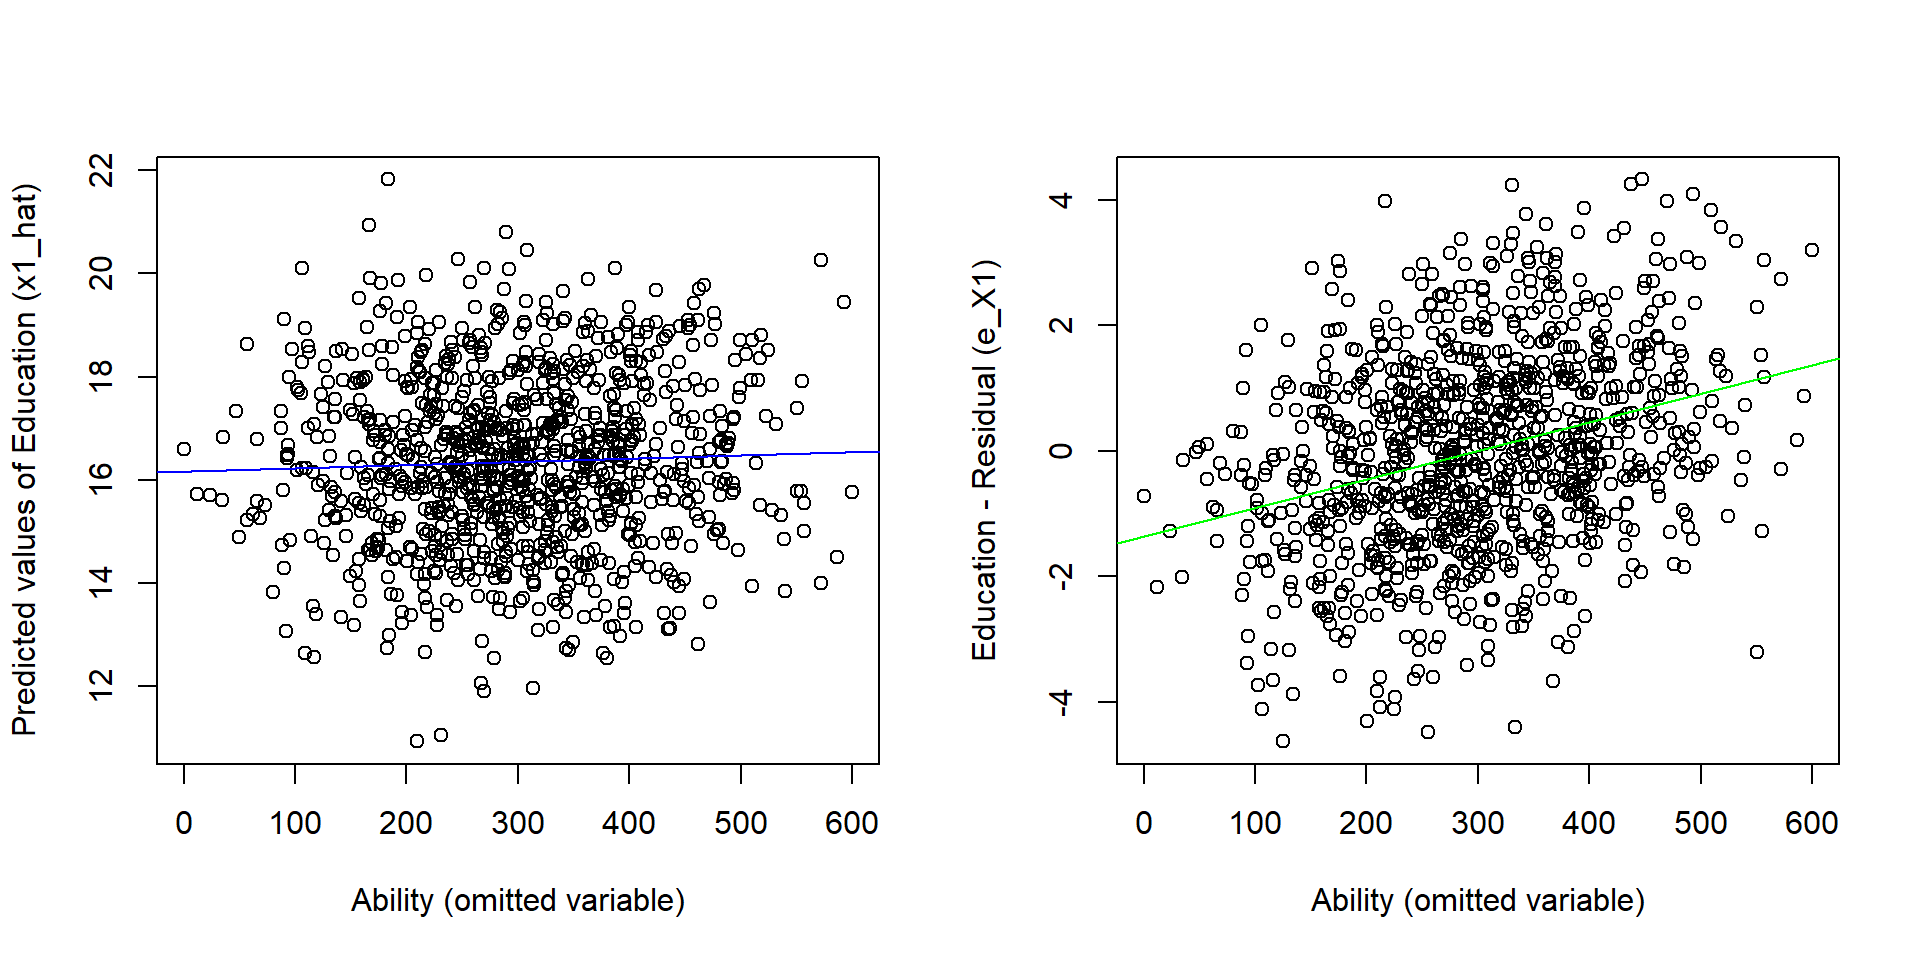 Predicted values of Education (x1_hat)
22
20
18
16
14
12
0 100 200 300 400 500 600
Ability (omitted variable)
Education - Residual (e_X1)
4
2
0
-2
-4
0 100 200 300 400 500 600
Ability (omitted variable)